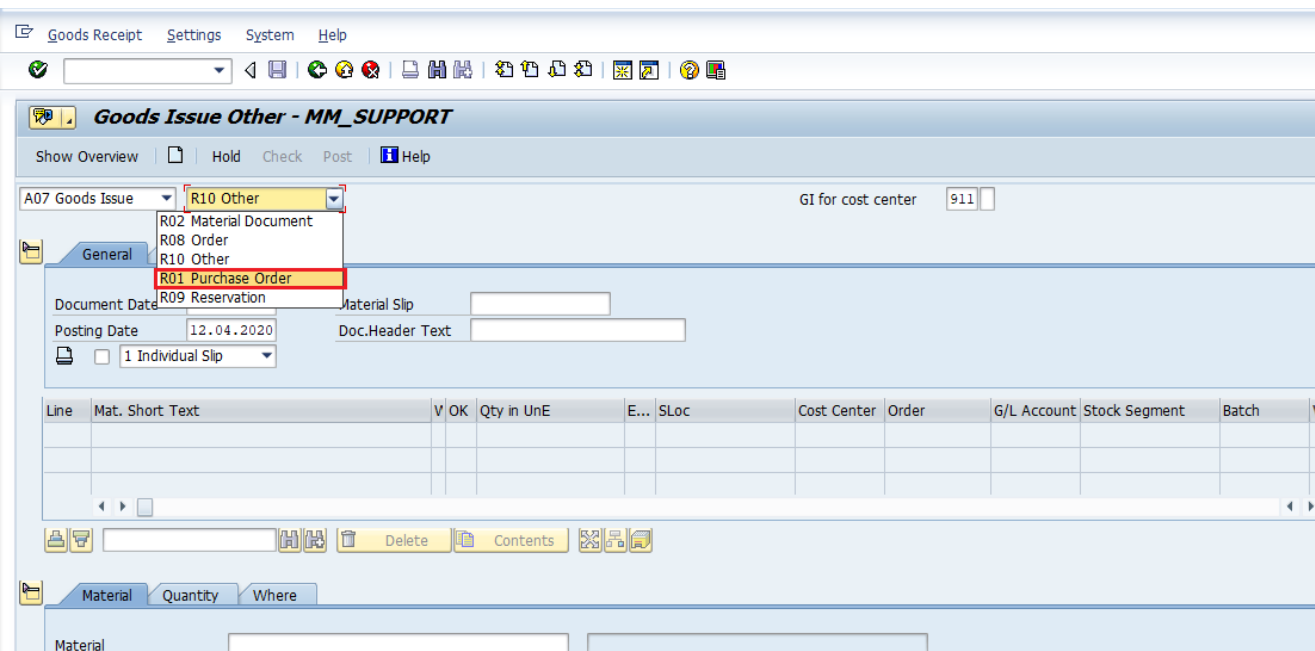 Goods Receipt Settings System Help
Goods Issue Other - MM_SUPPORT
Show Overview Hold Check Post Help
A07 Goods Issue R10 Other GI for cost center 911
R02 Material Document
R08 Order
R10 Other
R01 Purchase Order
R09 Reservation
General
Document Date Material Slip
Posting Date 12.04.2020 Doc.Header Text
1 Individual Slip
Line Mat. Short Text V OK Qty in UnE E... SLoc Cost Center Order G/L Account Stock Segment Batch
Delete Contents
Material Quantity Where
Material